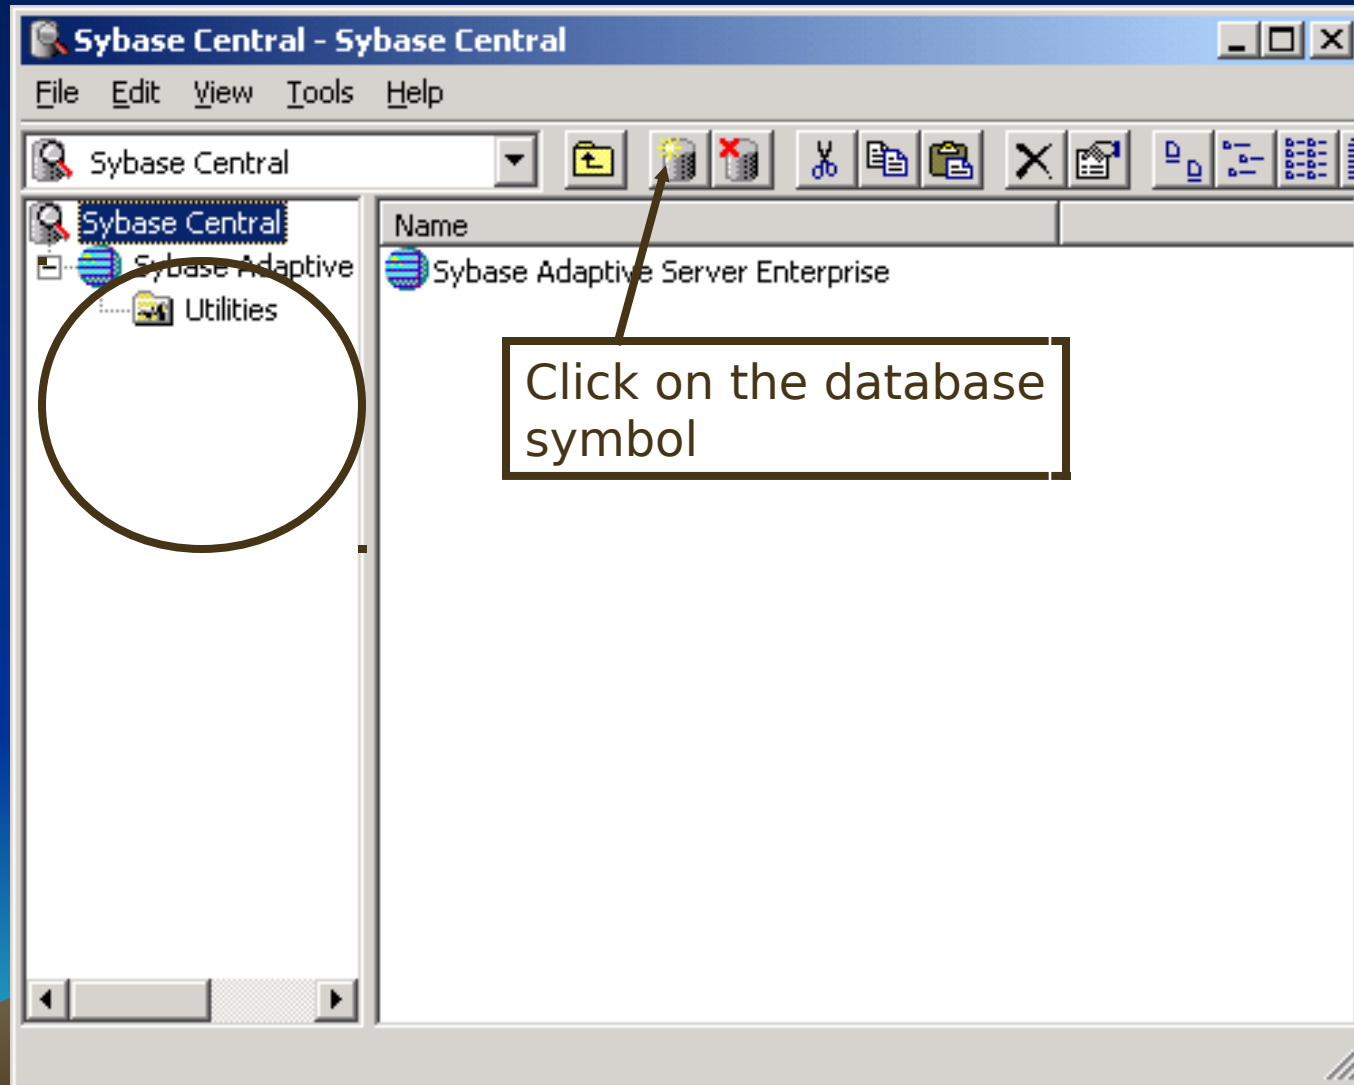 Sybase Central - Sybase Central
File Edit View Tools Help
Sybase Central
Sybase Central
Name
Sybase Adaptive
Sybase Adaptive Server Enterprise
Utilities
Click on the database
symbol